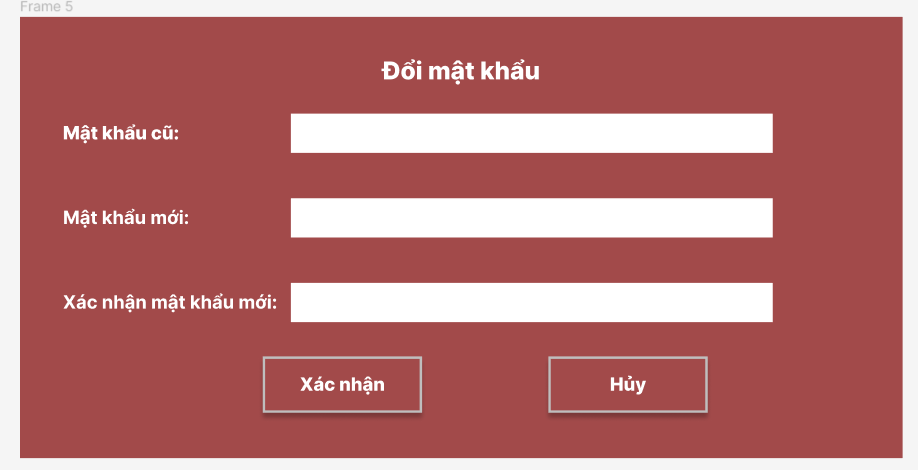 Frame 5
Đổi mật khẩu
Mật khẩu cũ:
Mật khẩu mới:
Xác nhận mật khẩu mới:
Xác nhận
Hủy